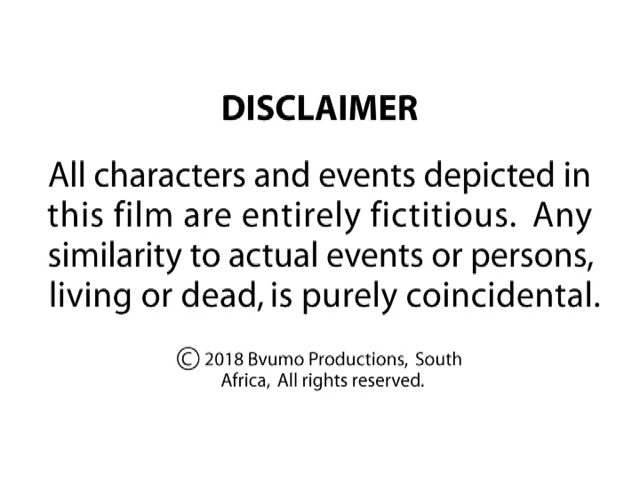 DISCLAIMER
All characters and events depicted in
this film are entirely fictitious. Any
similarity to actual events or persons,
living or dead, is purely coincidental.
© 2018 Bvumo Productions, South
Africa, All rights reserved.